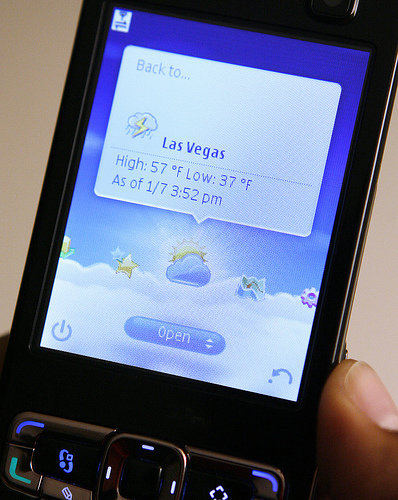 Back to...
Las Vegas
High: 57 °F Low: 37 °F
As of 1/7 3:52 pm
Open